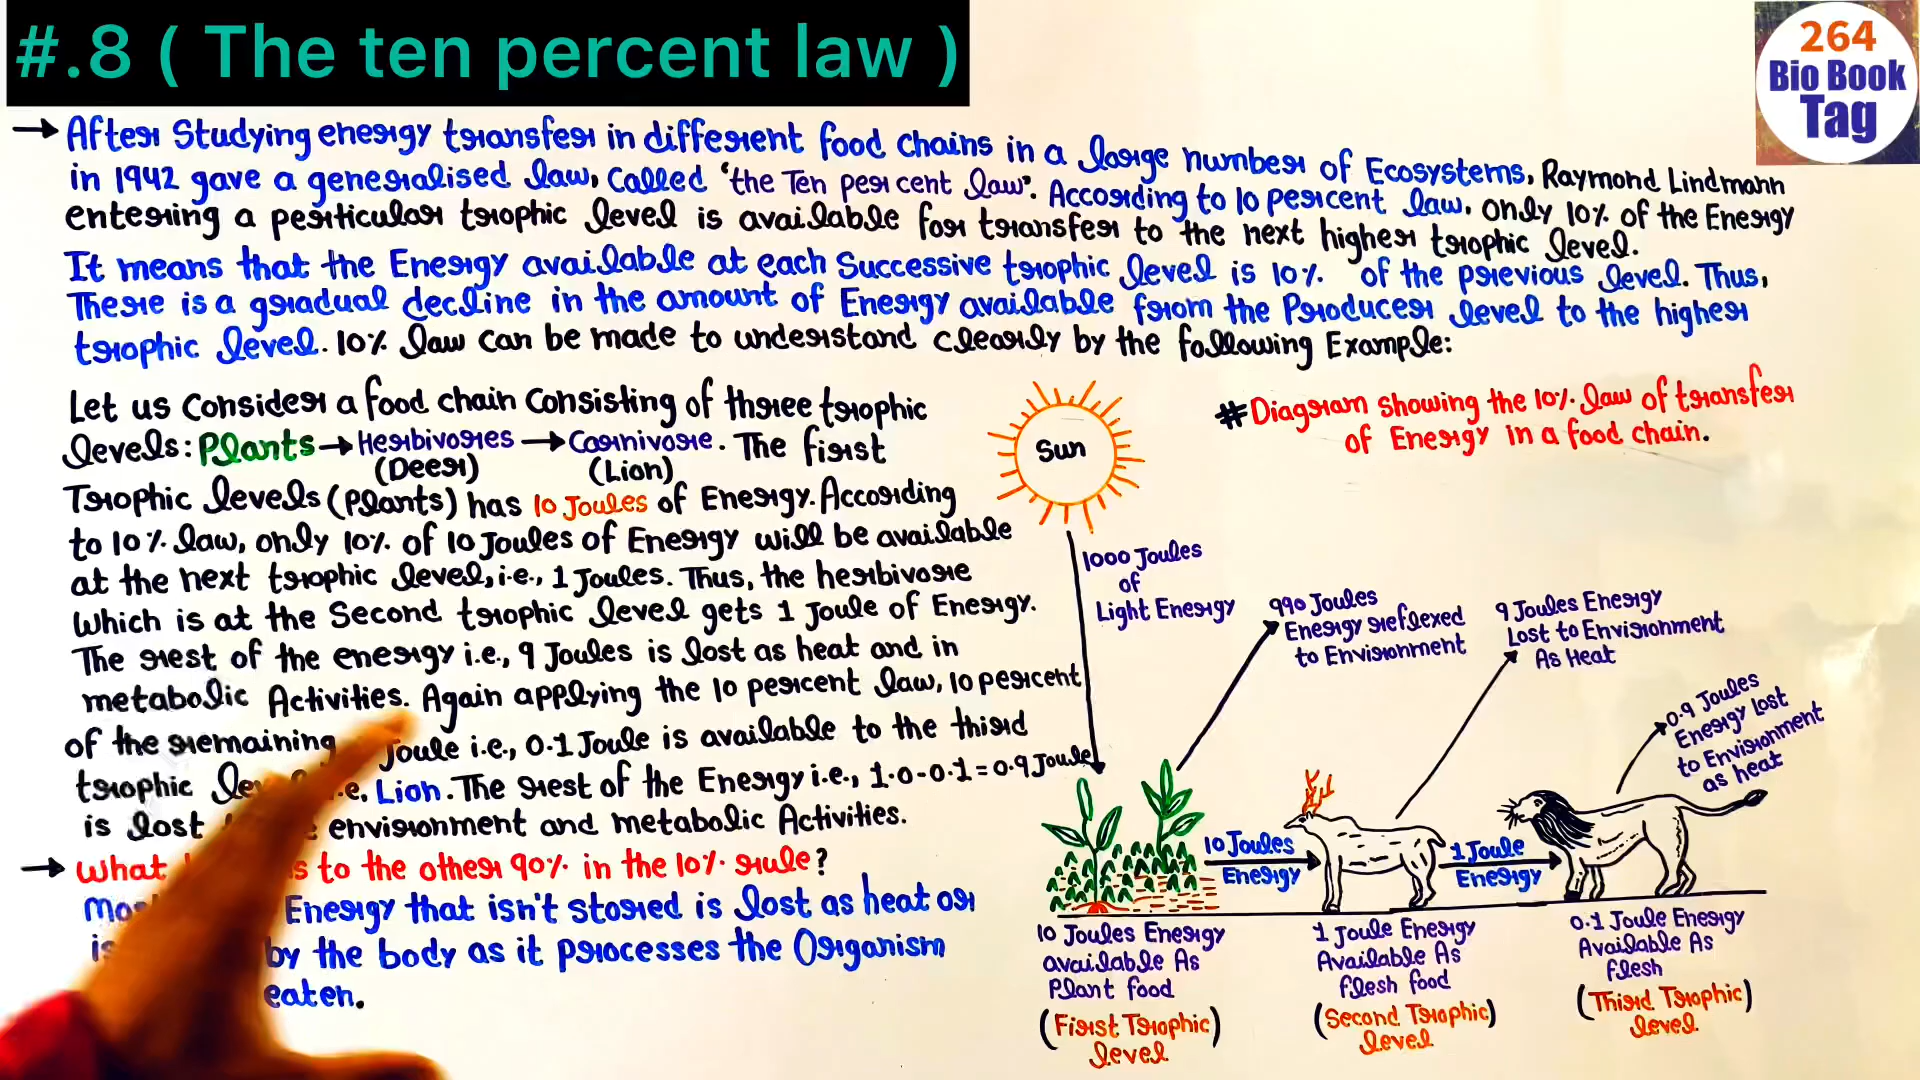 #.8 ( The ten percent law )
264
Bio Book
Tag
→ After Studying energy transfer in different food chains in a large number of Ecosystems, Raymond Lindmann
in 1942 gave a generalised law, Called 'the Ten per cent law'. According to 10 percent law, only 10% of the Energy
entering a perticular trophic level is available for transfer to the next higher trophic level.
It means that the Energy available at each Successive trophic level is 10% of the previous level. Thus,
There is a gradual decline in the amount of Energy available from the Producer level to the higher
trophic level. 10% law can be made to understand clearly by the following Example:
Let us Consider a food chain Consisting of three trophic
levels: Plants → Herbivores → Carnivore. The first
(Deer) (Lion)
Trophic levels (Plants) has 10 Joules of Energy. According
to 10% law, only 10% of 10 Joules of Energy will be available
at the next trophic level, i.e., 1 Joules. Thus, the herbivore
Which is at the Second trophic level gets 1 Joule of Energy.
The rest of the energy i.e., 9 Joules is lost as heat and in
metabolic Activities. Again applying the 10 percent law, 10 percent
of the remaining Joule i.e., 0.1 Joule is available to the third
trophic i.e. Lion. The rest of the Energy i.e., 1.0-0.1=0.9 Joule
is lost environment and metabolic Activities.
→ What to the other 90% in the 10% rule?
Energy that isn't stored is lost as heat or
by the body as it processes the Organism
eaten.
# Diagram showing the 10% law of transfer
of Energy in a food chain.
Sun
1000 Joules
of
Light Energy
990 Joules
Energy reflexed
to Environment
9 Joules Energy
Lost to Environment
As Heat
0.9 Joules
Energy lost
to Environment
as heat
10 Joules
Energy
1 Joule
Energy
10 Joules Energy
available As
Plant food
(First Trophic)
level
1 Joule Energy
Available As
flesh food
(Second Trophic)
level
0.1 Joule Energy
Available As
flesh
(Third Trophic)
level